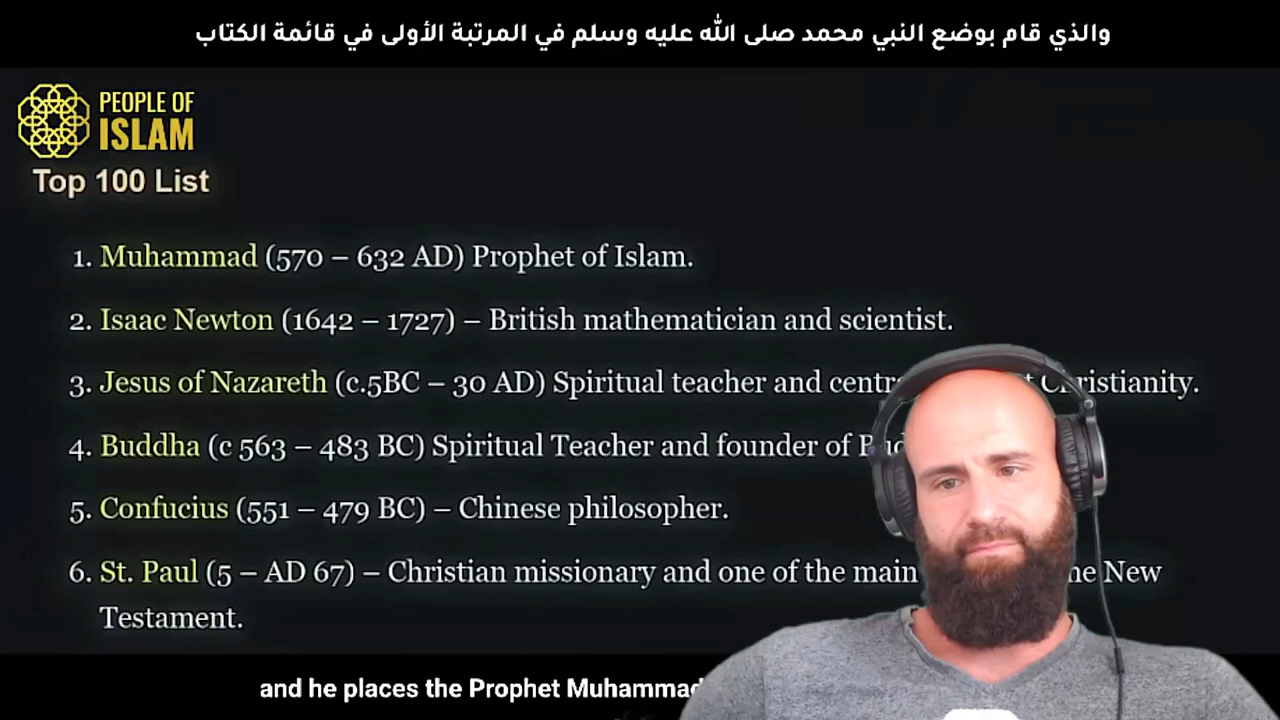 والذي قام بوضع النبي محمد صلى الله عليه وسلم في المرتبة الأولى في قائمة الكتاب
PEOPLE OF
ISLAM
Top 100 List
1. Muhammad (570 – 632 AD) Prophet of Islam.
2. Isaac Newton (1642 – 1727) – British mathematician and scientist.
3. Jesus of Nazareth (c.5BC – 30 AD) Spiritual teacher and Christianity.
4. Buddha (c 563 – 483 BC) Spiritual Teacher and founder of
5. Confucius (551 – 479 BC) – Chinese philosopher.
6. St. Paul (5 – AD 67) – Christian missionary and one of the main New
Testament.
and he places the Prophet Muhammad